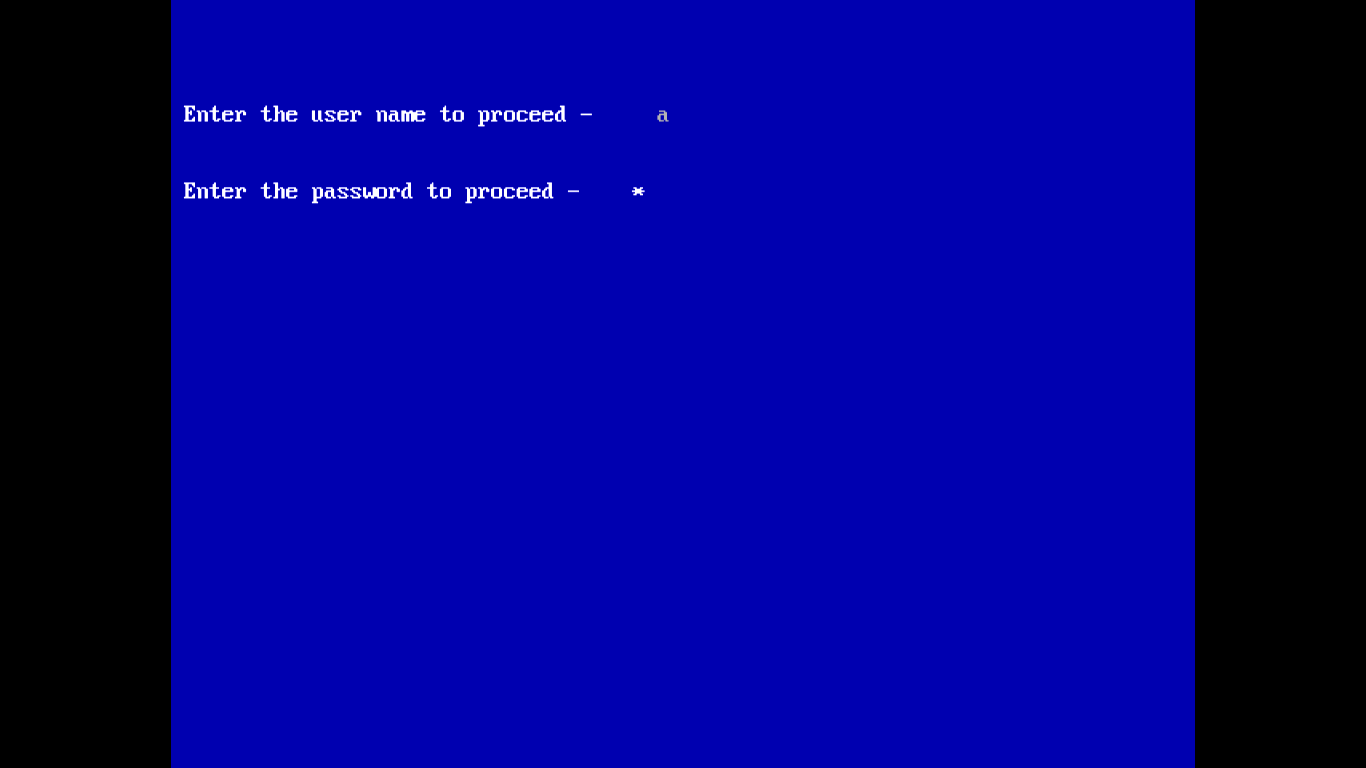 Enter the user name to proceed - a
Enter the password to proceed - *